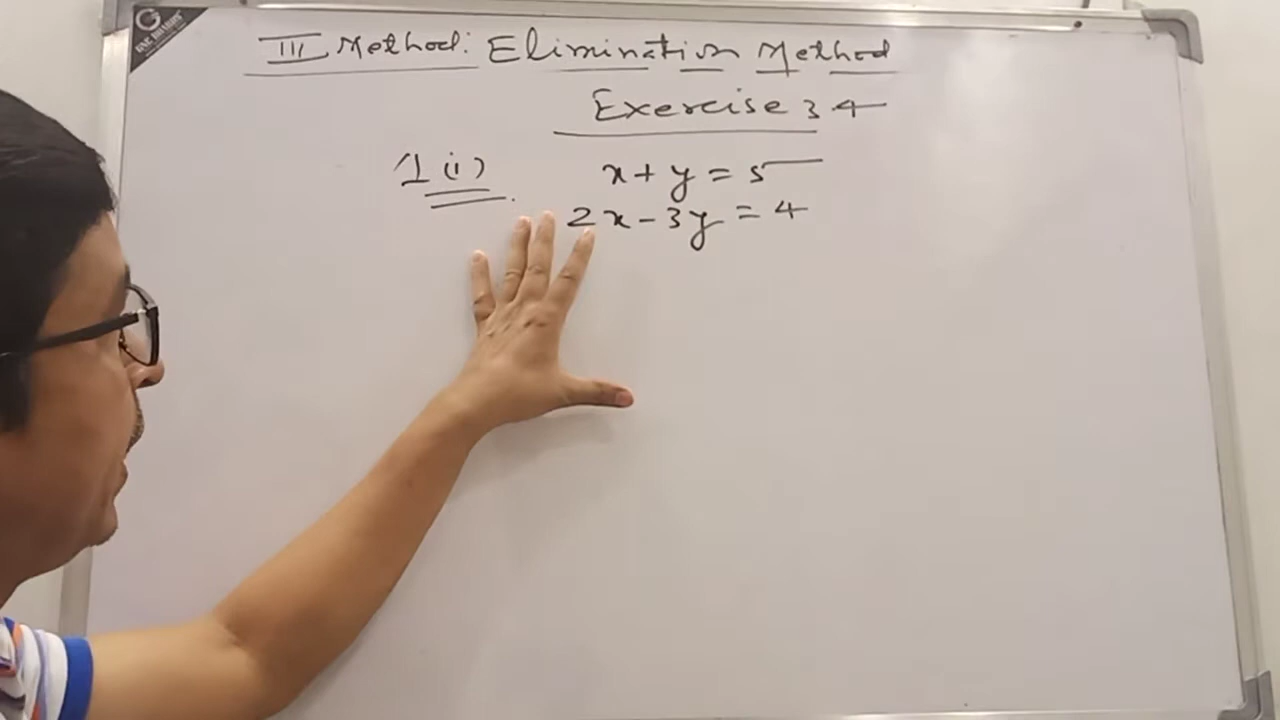 III Method: Elimination Method
Exercise 3.4
1 (i) x + y = 5
2x - 3y = 4